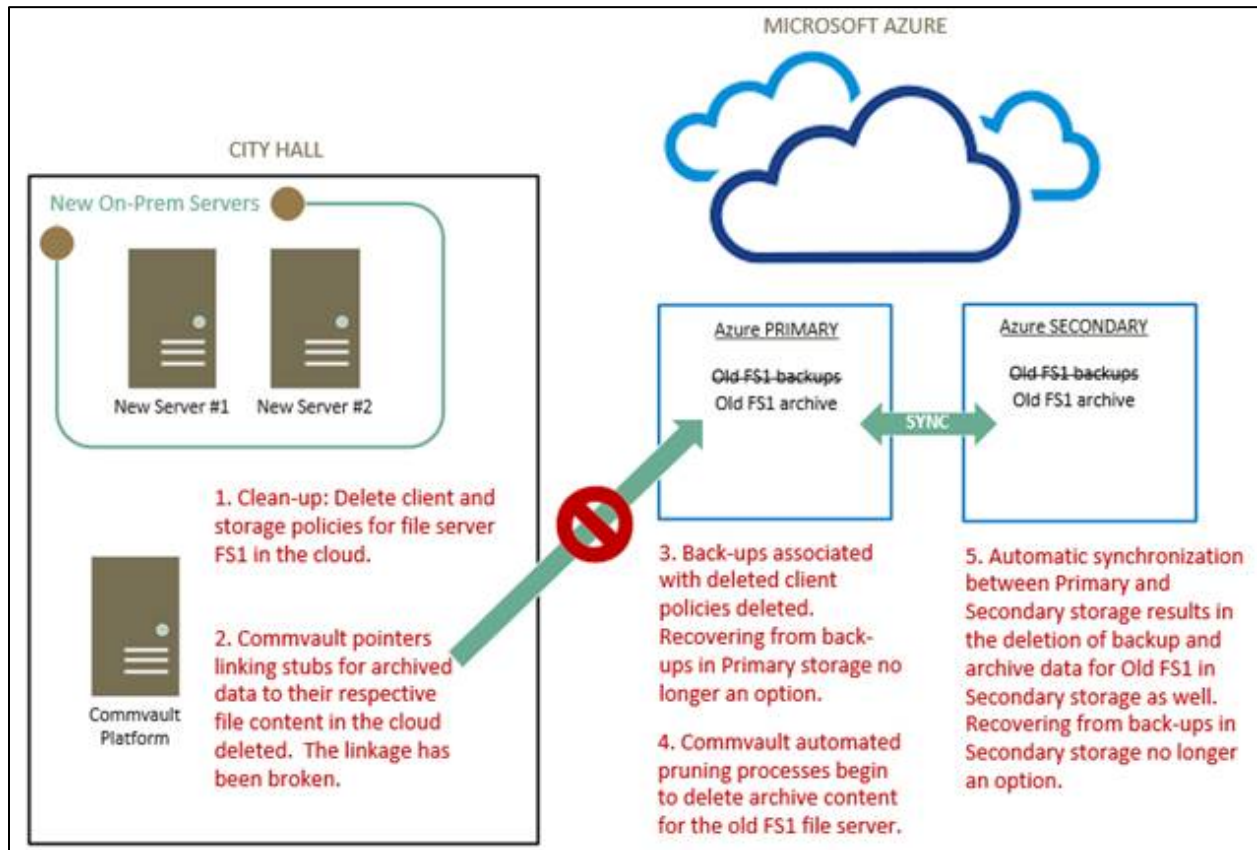 MICROSOFT AZURE
CITY HALL
New On-Prem Servers
New Server #1
New Server #2
1. Clean-up: Delete client and
storage policies for file server
FS1 in the cloud.
2. Commvault pointers
linking stubs for archived
data to their respective
file content in the cloud
deleted. The linkage has
been broken.
Commvault
Platform
Azure PRIMARY
Old FS1 backups
Old FS1 archive
SYNC
Azure SECONDARY
Old FS1 backups
Old FS1 archive
3. Back-ups associated
with deleted client
policies deleted.
Recovering from back-
ups in Primary storage no
longer an option.
4. Commvault automated
pruning processes begin
to delete archive content
for the old FS1 file server.
5. Automatic synchronization
between Primary and
Secondary storage results in
the deletion of backup and
archive data for Old FS1 in
Secondary storage as well.
Recovering from back-ups in
Secondary storage no longer
an option.